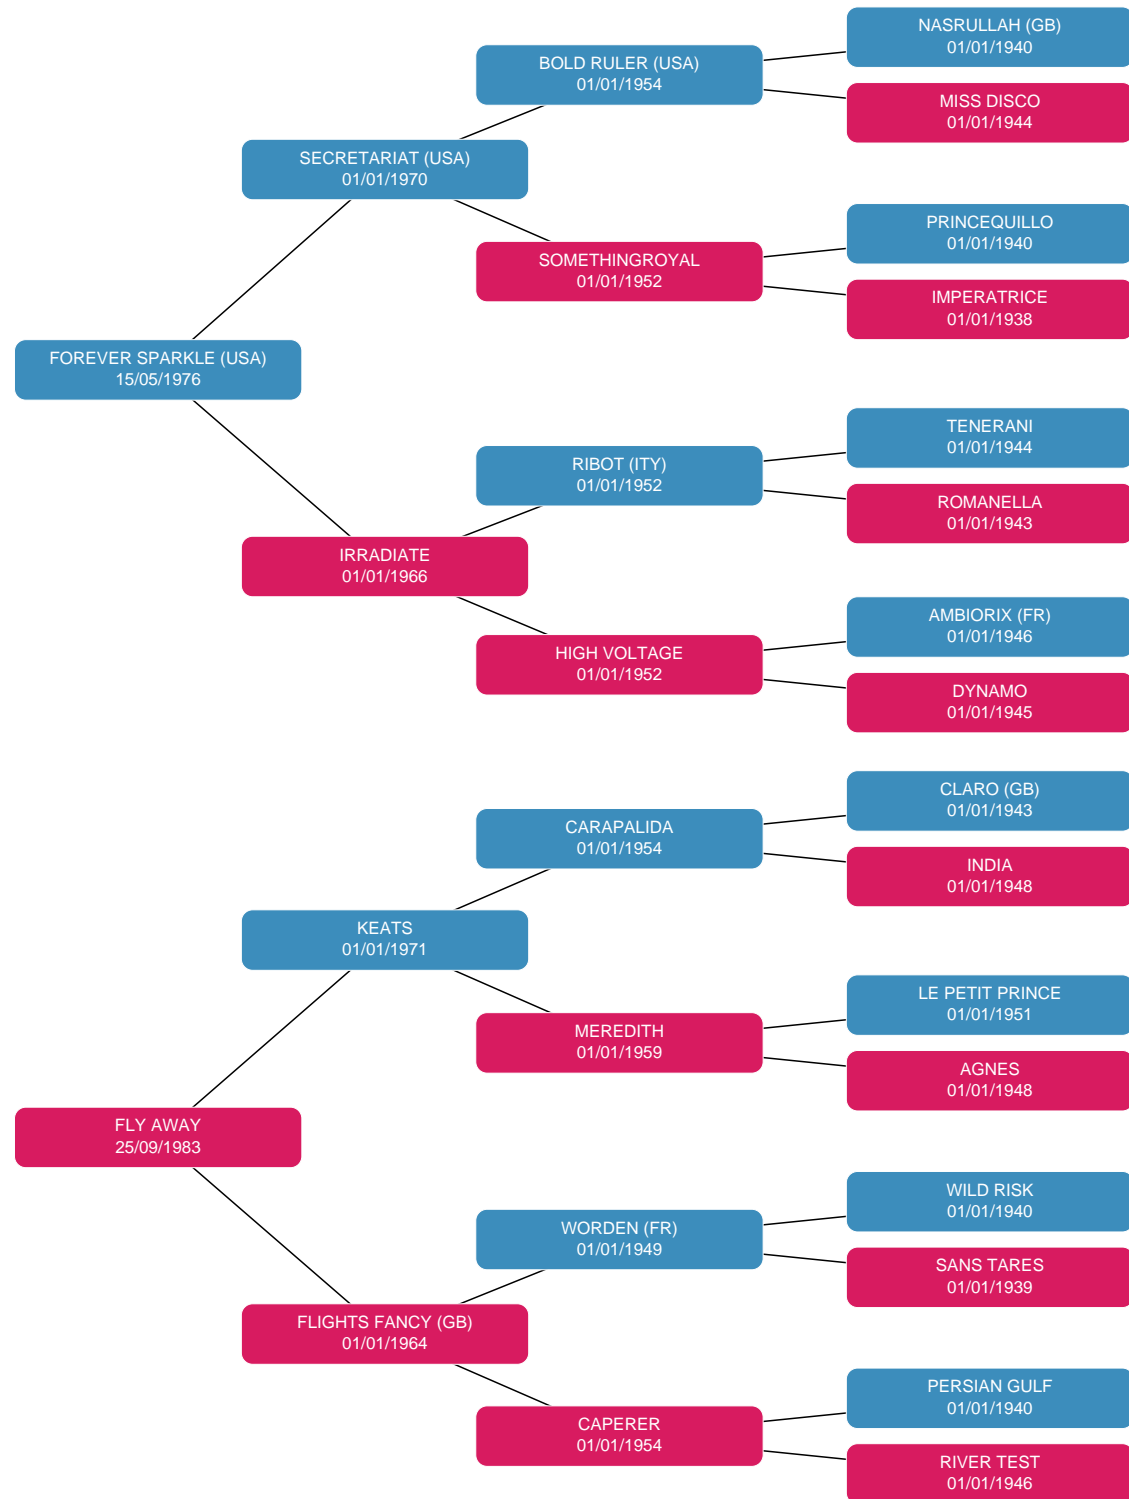 NASRULLAH (GB)
01/01/1940
BOLD RULER (USA)
01/01/1954
MISS DISCO
01/01/1944
SECRETARIAT (USA)
01/01/1970
PRINCEQUILLO
01/01/1940
SOMETHINGROYAL
01/01/1952
IMPERATRICE
01/01/1938
FOREVER SPARKLE (USA)
15/05/1976
TENERANI
01/01/1944
RIBOT (ITY)
01/01/1952
ROMANELLA
01/01/1943
IRRADIATE
01/01/1966
AMBIORIX (FR)
01/01/1946
HIGH VOLTAGE
01/01/1952
DYNAMO
01/01/1945
CLARO (GB)
01/01/1943
CARAPALIDA
01/01/1954
INDIA
01/01/1948
KEATS
01/01/1971
LE PETIT PRINCE
01/01/1951
MEREDITH
01/01/1959
AGNES
01/01/1948
FLY AWAY
25/09/1983
WILD RISK
01/01/1940
WORDEN (FR)
01/01/1949
SANS TARES
01/01/1939
FLIGHTS FANCY (GB)
01/01/1964
PERSIAN GULF
01/01/1940
CAPERER
01/01/1954
RIVER TEST
01/01/1946